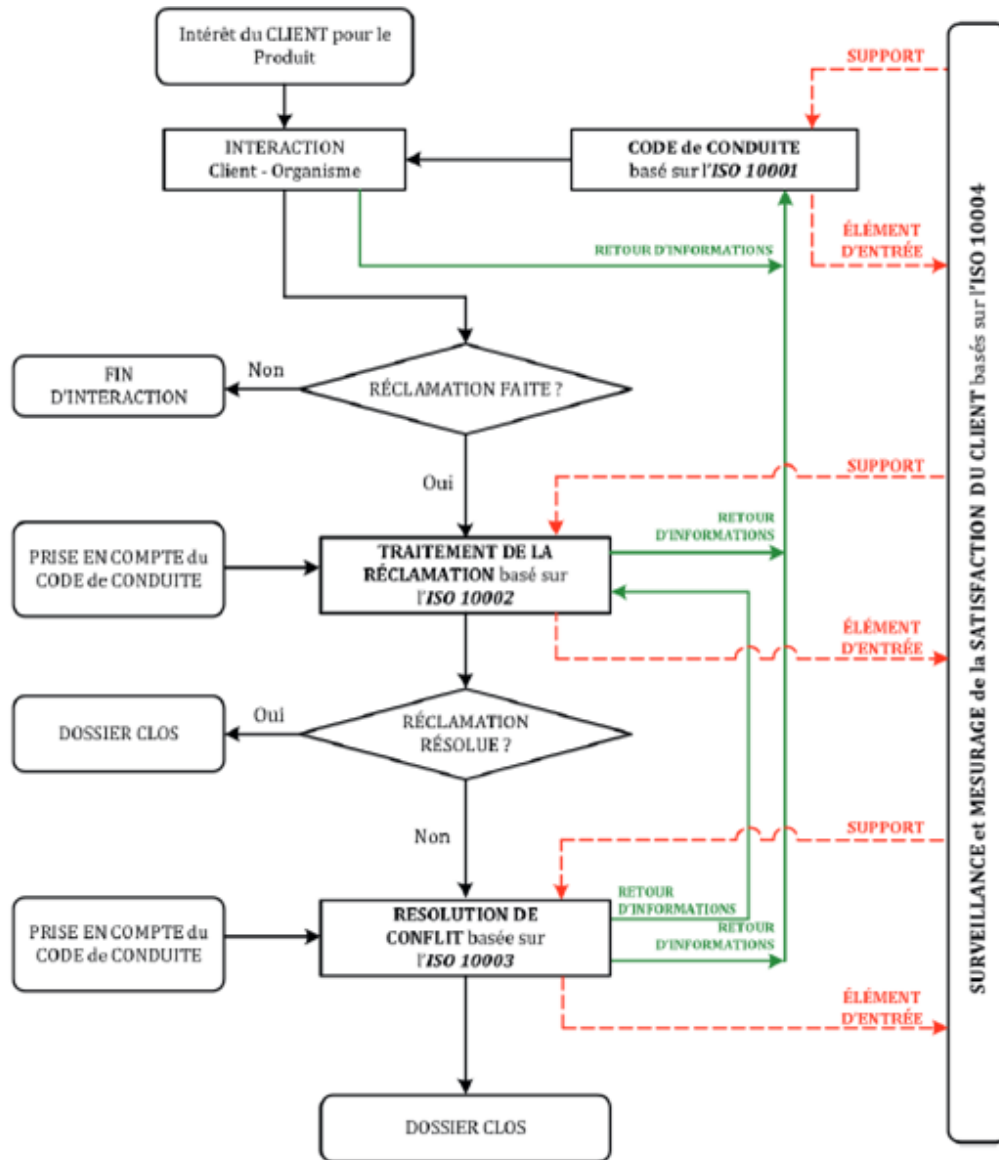 Intérêt du CLIENT pour le
Produit
SUPPORT
INTERACTION
Client - Organisme
CODE de CONDUITE
basé sur l'ISO 10001
RETOUR D'INFORMATIONS
ÉLÉMENT
D'ENTRÉE
FIN
D'INTERACTION
Non
RÉCLAMATION FAITE ?
Oui
SUPPORT
RETOUR
D'INFORMATIONS
PRISE EN COMPTE du
CODE de CONDUITE
TRAITEMENT DE LA
RÉCLAMATION basé sur
l'ISO 10002
ÉLÉMENT
D'ENTRÉE
DOSSIER CLOS
Oui
RÉCLAMATION
RÉSOLUE ?
Non
SUPPORT
PRISE EN COMPTE du
CODE de CONDUITE
RESOLUTION DE
CONFLIT basée sur
l'ISO 10003
RETOUR
D'INFORMATIONS
RETOUR
D'INFORMATIONS
ÉLÉMENT
D'ENTRÉE
DOSSIER CLOS
SURVEILLANCE et MESURAGE de la SATISFACTION DU CLIENT basés sur l'ISO 10004